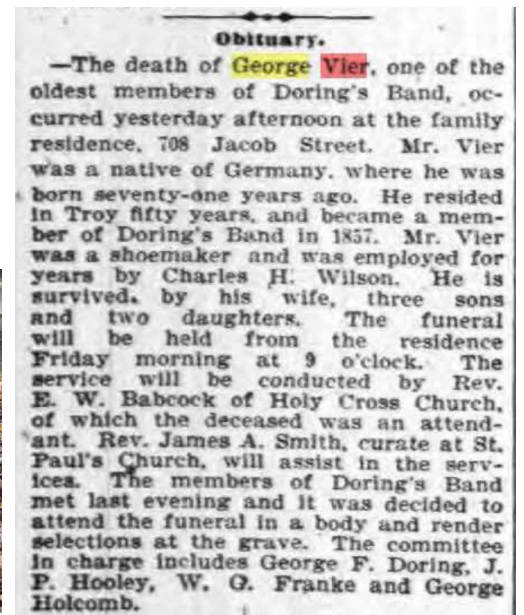 Obituary.
—The death of George Vier, one of the
oldest members of Doring's Band, oc-
curred yesterday afternoon at the family
residence, 708 Jacob Street. Mr. Vier
was a native of Germany, where he was
born seventy-one years ago. He resided
in Troy fifty years, and became a mem-
ber of Doring's Band in 1857. Mr. Vier
was a shoemaker and was employed for
years by Charles H. Wilson. He is
survived. by his wife, three sons
and two daughters. The funeral
will be held from the residence
Friday morning at 9 o'clock. The
service will be conducted by Rev.
E. W. Babcock of Holy Cross Church,
of which the deceased was an attend-
ant. Rev. James A. Smith, curate at St.
Paul's Church, will assist in the serv-
ices. The members of Doring's Band
met last evening and it was decided to
attend the funeral in a body and render
selections at the grave. The committee
in charge includes George F. Doring, J.
P. Hooley, W. O. Franke and George
Holcomb.